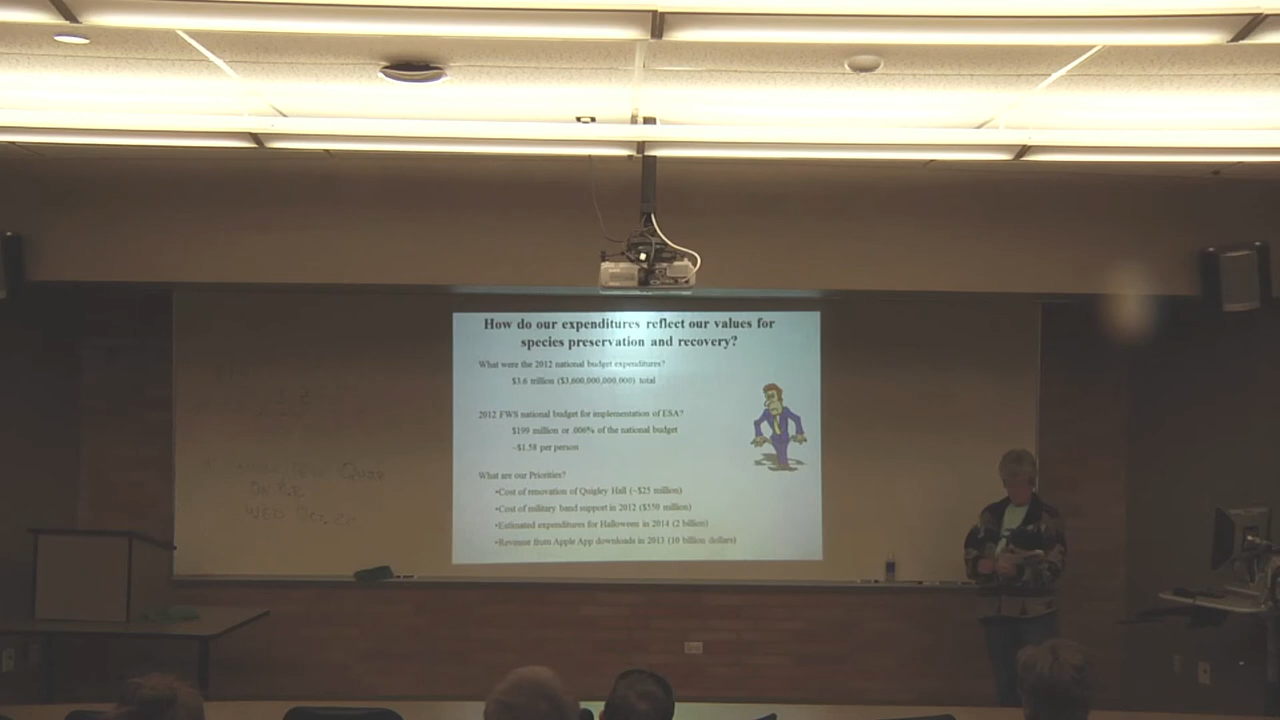 How do our expenditures reflect our values for
species preservation and recovery?
What were the 2012 national budget expenditures?
$3.6 trillion ($3,600,000,000,000) total
2012 FWS national budget for implementation of ESA?
$199 million or .006% of the national budget
~$1.58 per person
What are our Priorities?
•Cost of renovation of Quigley Hall (~$25 million)
•Cost of military band support in 2012 ($550 million)
•Estimated expenditures for Halloween in 2014 (2 billion)
•Revenue from Apple App downloads in 2013 (10 billion dollars)
Quiz
WED